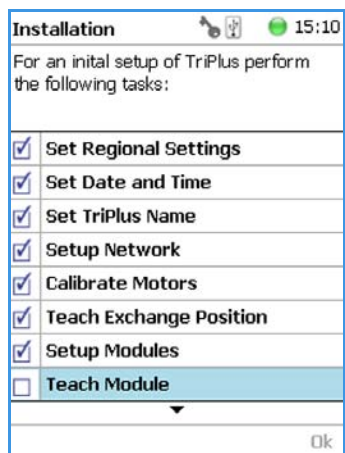 Installation 15:10
For an inital setup of TriPlus perform
the following tasks:
Set Regional Settings
Set Date and Time
Set TriPlus Name
Setup Network
Calibrate Motors
Teach Exchange Position
Setup Modules
Teach Module
Ok